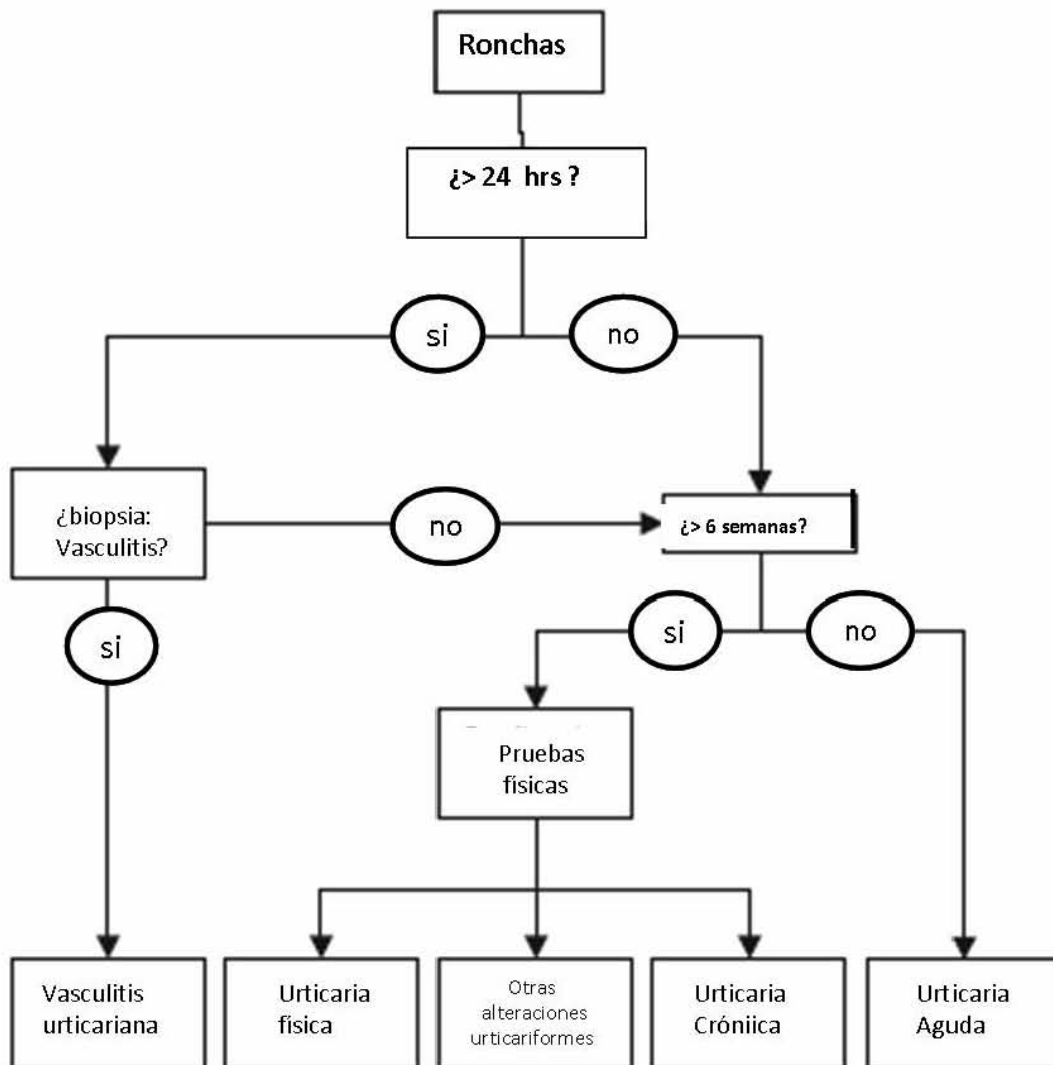 Ronchas
¿> 24 hrs ?
si
no
¿biopsia:
Vasculitis?
no
¿> 6 semanas?
si
si
no
Pruebas
físicas
Vasculitis
urticariana
Urticaria
física
Otras
alteraciones
urticariformes
Urticaria
Cróniica
Urticaria
Aguda